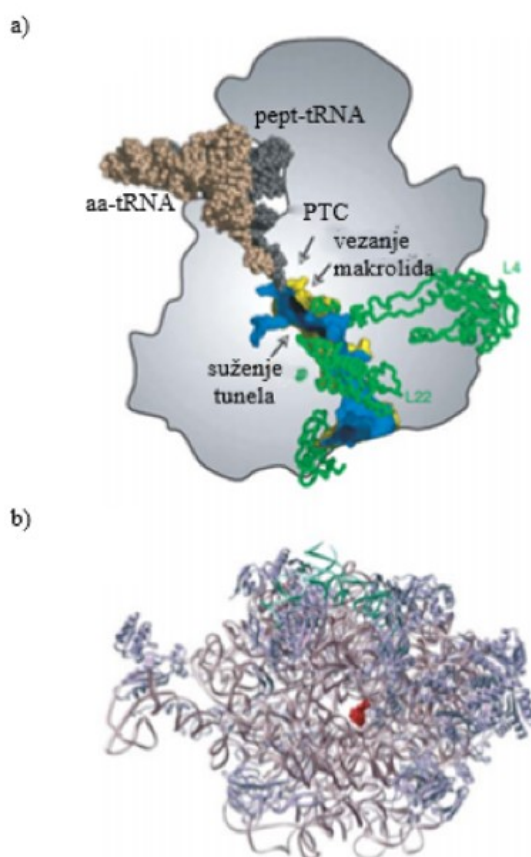 a)
pept-tRNA
aa-tRNA
PTC
vezanje
makrolida
L4
suženje
tunela
L22
b)